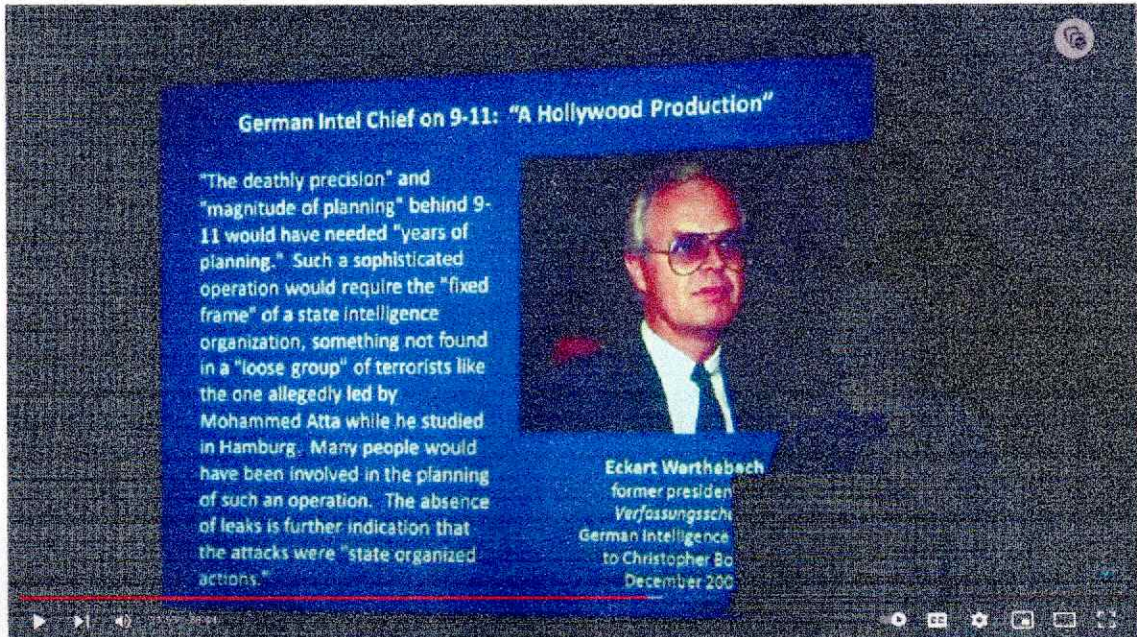 German Intel Chief on 9-11: "A Hollywood Production"
"The deathly precision" and
"magnitude of planning" behind 9-
11 would have needed "years of
planning." Such a sophisticated
operation would require the "fixed
frame" of a state intelligence
organization, something not found
in a "loose group" of terrorists like
the one allegedly led by
Mohammed Atta while he studied
in Hamburg. Many people would
have been involved in the planning
of such an operation. The absence
of leaks is further indication that
the attacks were "state organized
actions."
Eckart Werthebach
former presiden
Verfassungssche
German Intelligence
to Christopher Bo
December 200
CC